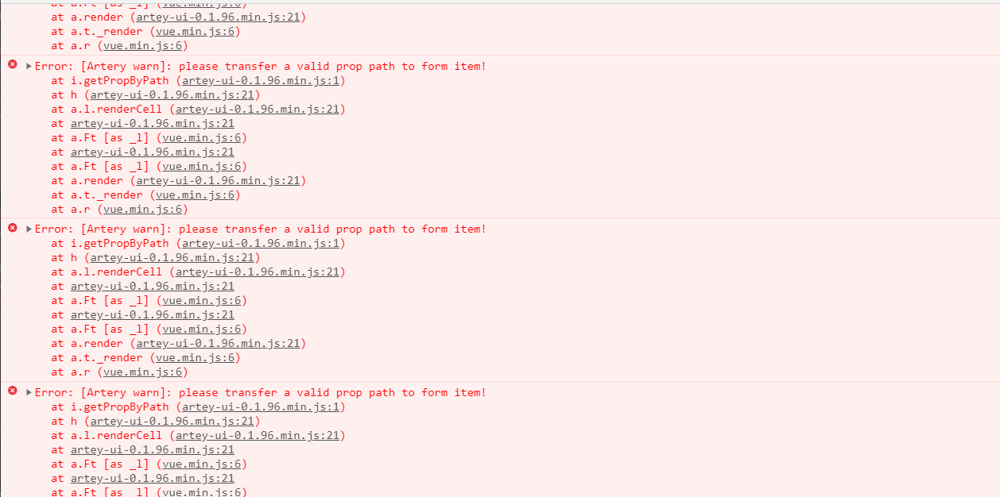 at a.Ft [as _l] (vue.min.js:6)
at a.render (artey-ui-0.1.96.min.js:21)
at a.t._render (vue.min.js:6)
at a.r (vue.min.js:6)
Error: [Artery warn]: please transfer a valid prop path to form item!
at i.getPropByPath (artey-ui-0.1.96.min.js:1)
at h (artey-ui-0.1.96.min.js:21)
at a.l.renderCell (artey-ui-0.1.96.min.js:21)
at artey-ui-0.1.96.min.js:21
at a.Ft [as _l] (vue.min.js:6)
at artey-ui-0.1.96.min.js:21
at a.Ft [as _l] (vue.min.js:6)
at a.render (artey-ui-0.1.96.min.js:21)
at a.t._render (vue.min.js:6)
at a.r (vue.min.js:6)
Error: [Artery warn]: please transfer a valid prop path to form item!
at i.getPropByPath (artey-ui-0.1.96.min.js:1)
at h (artey-ui-0.1.96.min.js:21)
at a.l.renderCell (artey-ui-0.1.96.min.js:21)
at artey-ui-0.1.96.min.js:21
at a.Ft [as _l] (vue.min.js:6)
at artey-ui-0.1.96.min.js:21
at a.Ft [as _l] (vue.min.js:6)
at a.render (artey-ui-0.1.96.min.js:21)
at a.t._render (vue.min.js:6)
at a.r (vue.min.js:6)
Error: [Artery warn]: please transfer a valid prop path to form item!
at i.getPropByPath (artey-ui-0.1.96.min.js:1)
at h (artey-ui-0.1.96.min.js:21)
at a.l.renderCell (artey-ui-0.1.96.min.js:21)
at artey-ui-0.1.96.min.js:21
at a.Ft [as _l] (vue.min.js:6)
at artey-ui-0.1.96.min.js:21
at a.Ft [as _l] (vue.min.js:6)